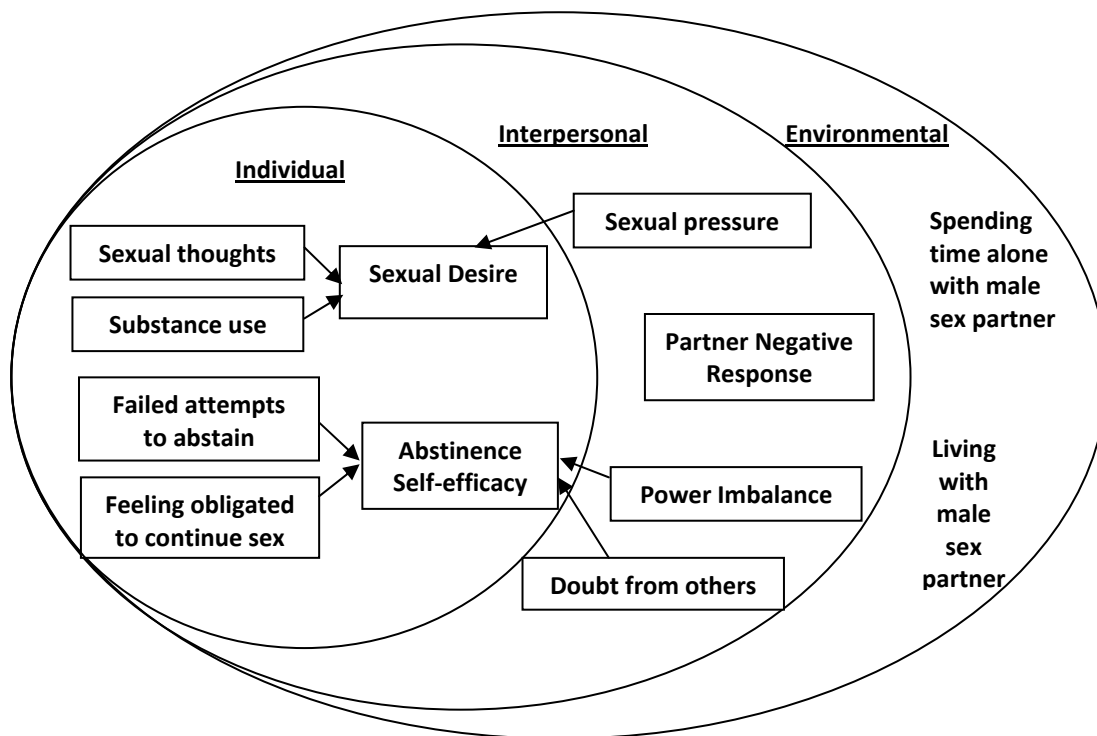 Interpersonal
Environmental
Individual
Sexual thoughts
Substance use
Sexual Desire
Sexual pressure
Failed attempts
to abstain
Feeling obligated
to continue sex
Abstinence
Self-efficacy
Partner Negative
Response
Power Imbalance
Doubt from others
Spending
time alone
with male
sex partner
Living
with
male
sex
partner